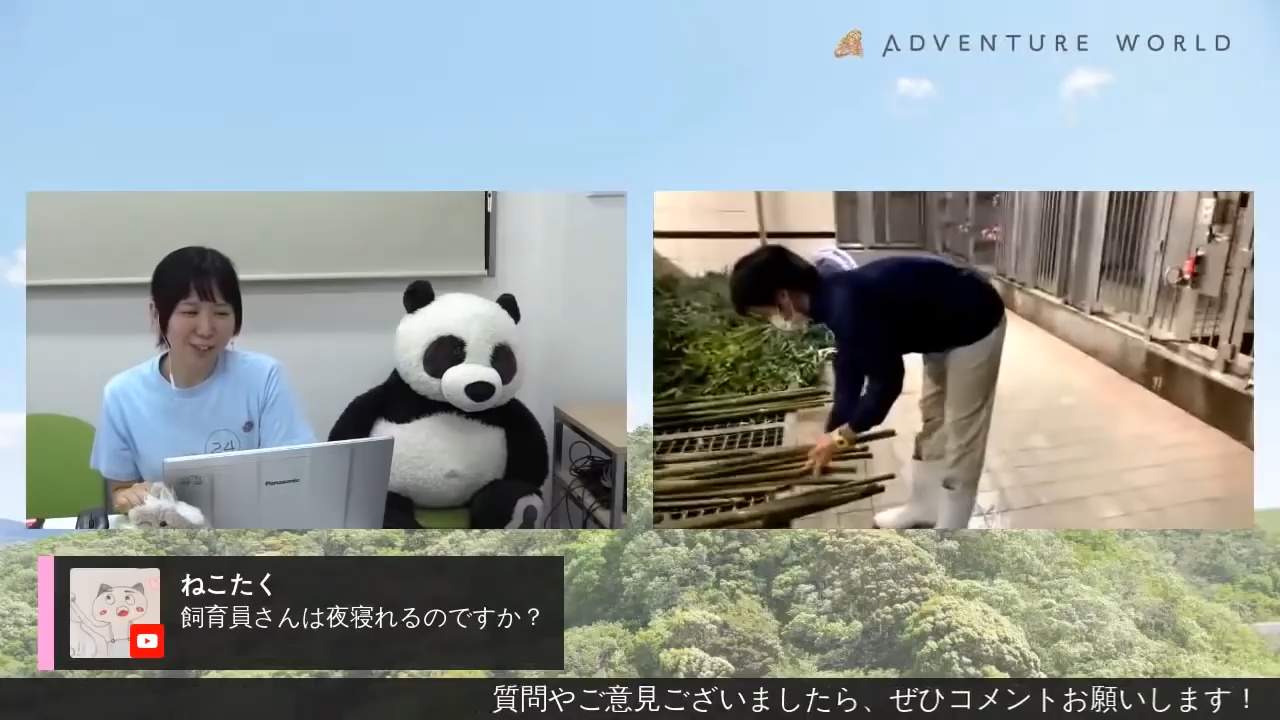 ADVENTURE WORLD
24
Panasonic
ねこたく
飼育員さんは夜寝れるのですか？
質問やご意見ございましたら、ぜひコメントお願いします！